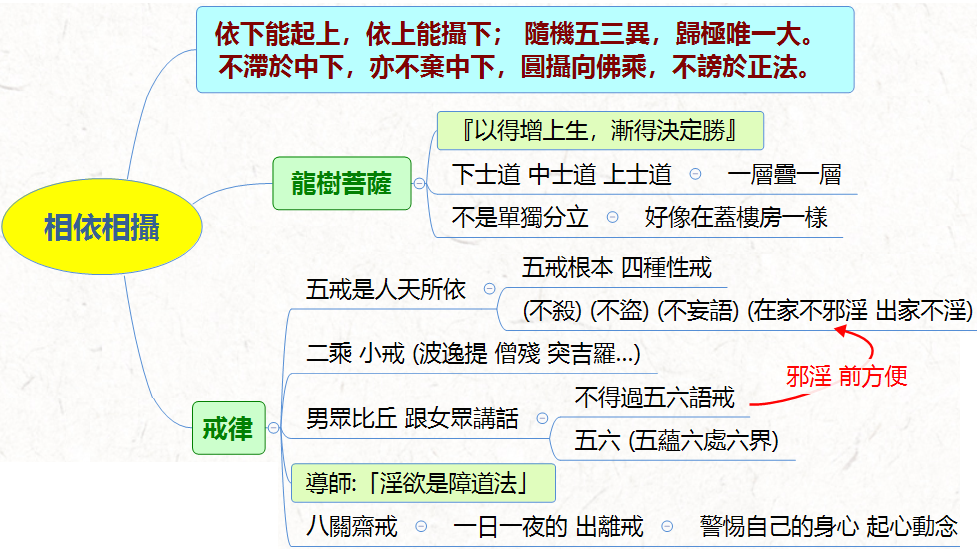 依下能起上，依上能攝下； 隨機五三異，歸極唯一大。
不滯於中下，亦不棄中下，圓攝向佛乘，不謗於正法。
相依相攝
龍樹菩薩
『以得增上生，漸得決定勝』
下士道 中士道 上士道 一層疊一層
不是單獨分立 好像在蓋樓房一樣
戒律
五戒是人天所依
五戒根本 四種性戒
(不殺) (不盜) (不妄語) (在家不邪淫 出家不淫)
二乘 小戒 (波逸提 僧殘 突吉羅...)
邪淫 前方便
男眾比丘 跟女眾講話
不得過五六語戒
五六 (五蘊六處六界)
導師:「淫欲是障道法」
八關齋戒 一日一夜的 出離戒 警惕自己的身心 起心動念